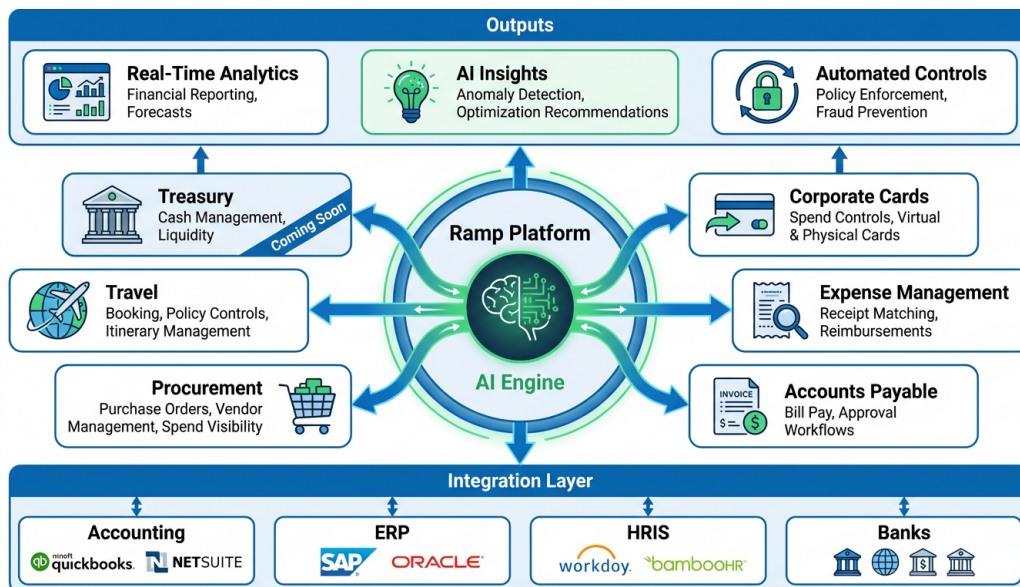 Outputs
Real-Time Analytics
Financial Reporting,
Forecasts
AI Insights
Anomaly Detection,
Optimization Recommendations
Automated Controls
Policy Enforcement,
Fraud Prevention
Treasury
Cash Management,
Liquidity
Coming Soon
Ramp Platform
AI Engine
Corporate Cards
Spend Controls, Virtual
& Physical Cards
Travel
Booking, Policy Controls,
Itinerary Management
Expense Management
Receipt Matching,
Reimbursements
Procurement
Purchase Orders, Vendor
Management, Spend Visibility
INVOICE
$=
$
Accounts Payable
Bill Pay, Approval
Workflows
Integration Layer
Accounting
qb
ninoft
quickbooks.
N
NETSUITE
ERP
SAP
ORACLE
HRIS
workdoy.
bambooHR
Banks
$